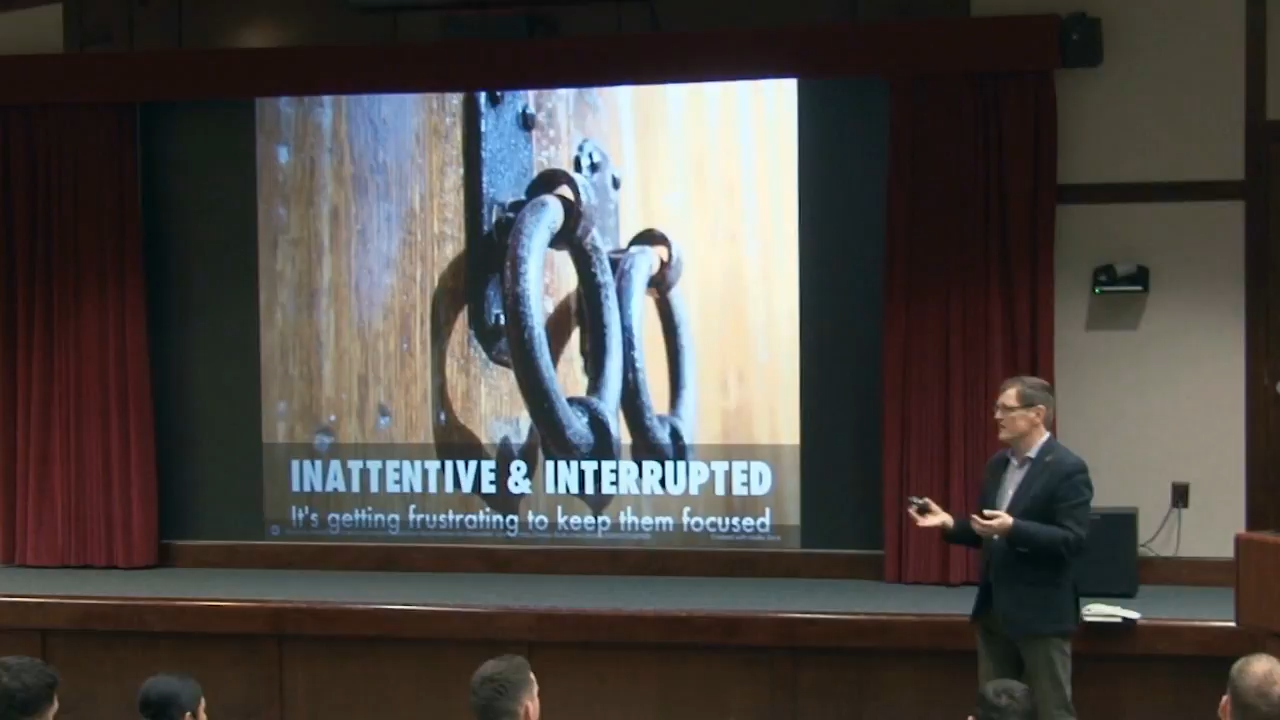 INATTENTIVE & INTERRUPTED
It's getting frustrating to keep them focused